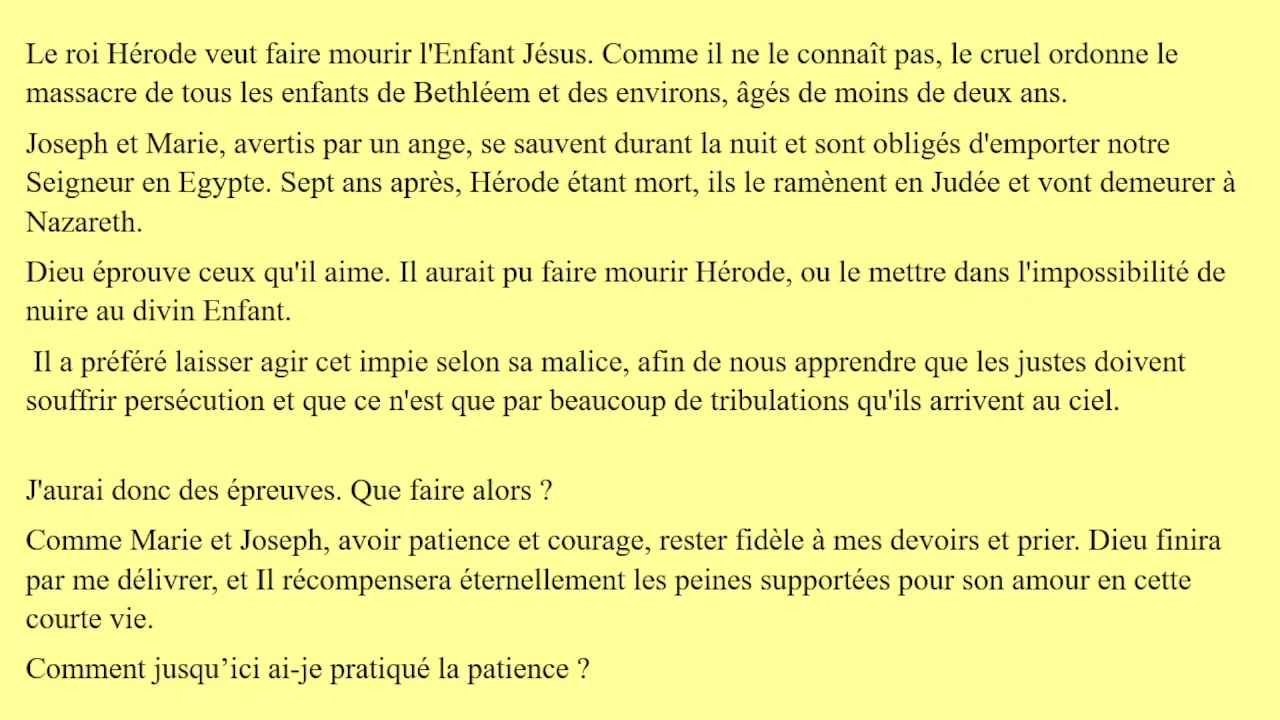 Le roi Hérode veut faire mourir l'Enfant Jésus. Comme il ne le connaît pas, le cruel ordonne le
massacre de tous les enfants de Bethléem et des environs, âgés de moins de deux ans.
Joseph et Marie, avertis par un ange, se sauvent durant la nuit et sont obligés d'emporter notre
Seigneur en Egypte. Sept ans après, Hérode étant mort, ils le ramènent en Judée et vont demeurer à
Nazareth.
Dieu éprouve ceux qu'il aime. Il aurait pu faire mourir Hérode, ou le mettre dans l'impossibilité de
nuire au divin Enfant.
Il a préféré laisser agir cet impie selon sa malice, afin de nous apprendre que les justes doivent
souffrir persécution et que ce n'est que par beaucoup de tribulations qu'ils arrivent au ciel.
J'aurai donc des épreuves. Que faire alors ?
Comme Marie et Joseph, avoir patience et courage, rester fidèle à mes devoirs et prier. Dieu finira
par me délivrer, et Il récompensera éternellement les peines supportées pour son amour en cette
courte vie.
Comment jusqu’ici ai-je pratiqué la patience ?